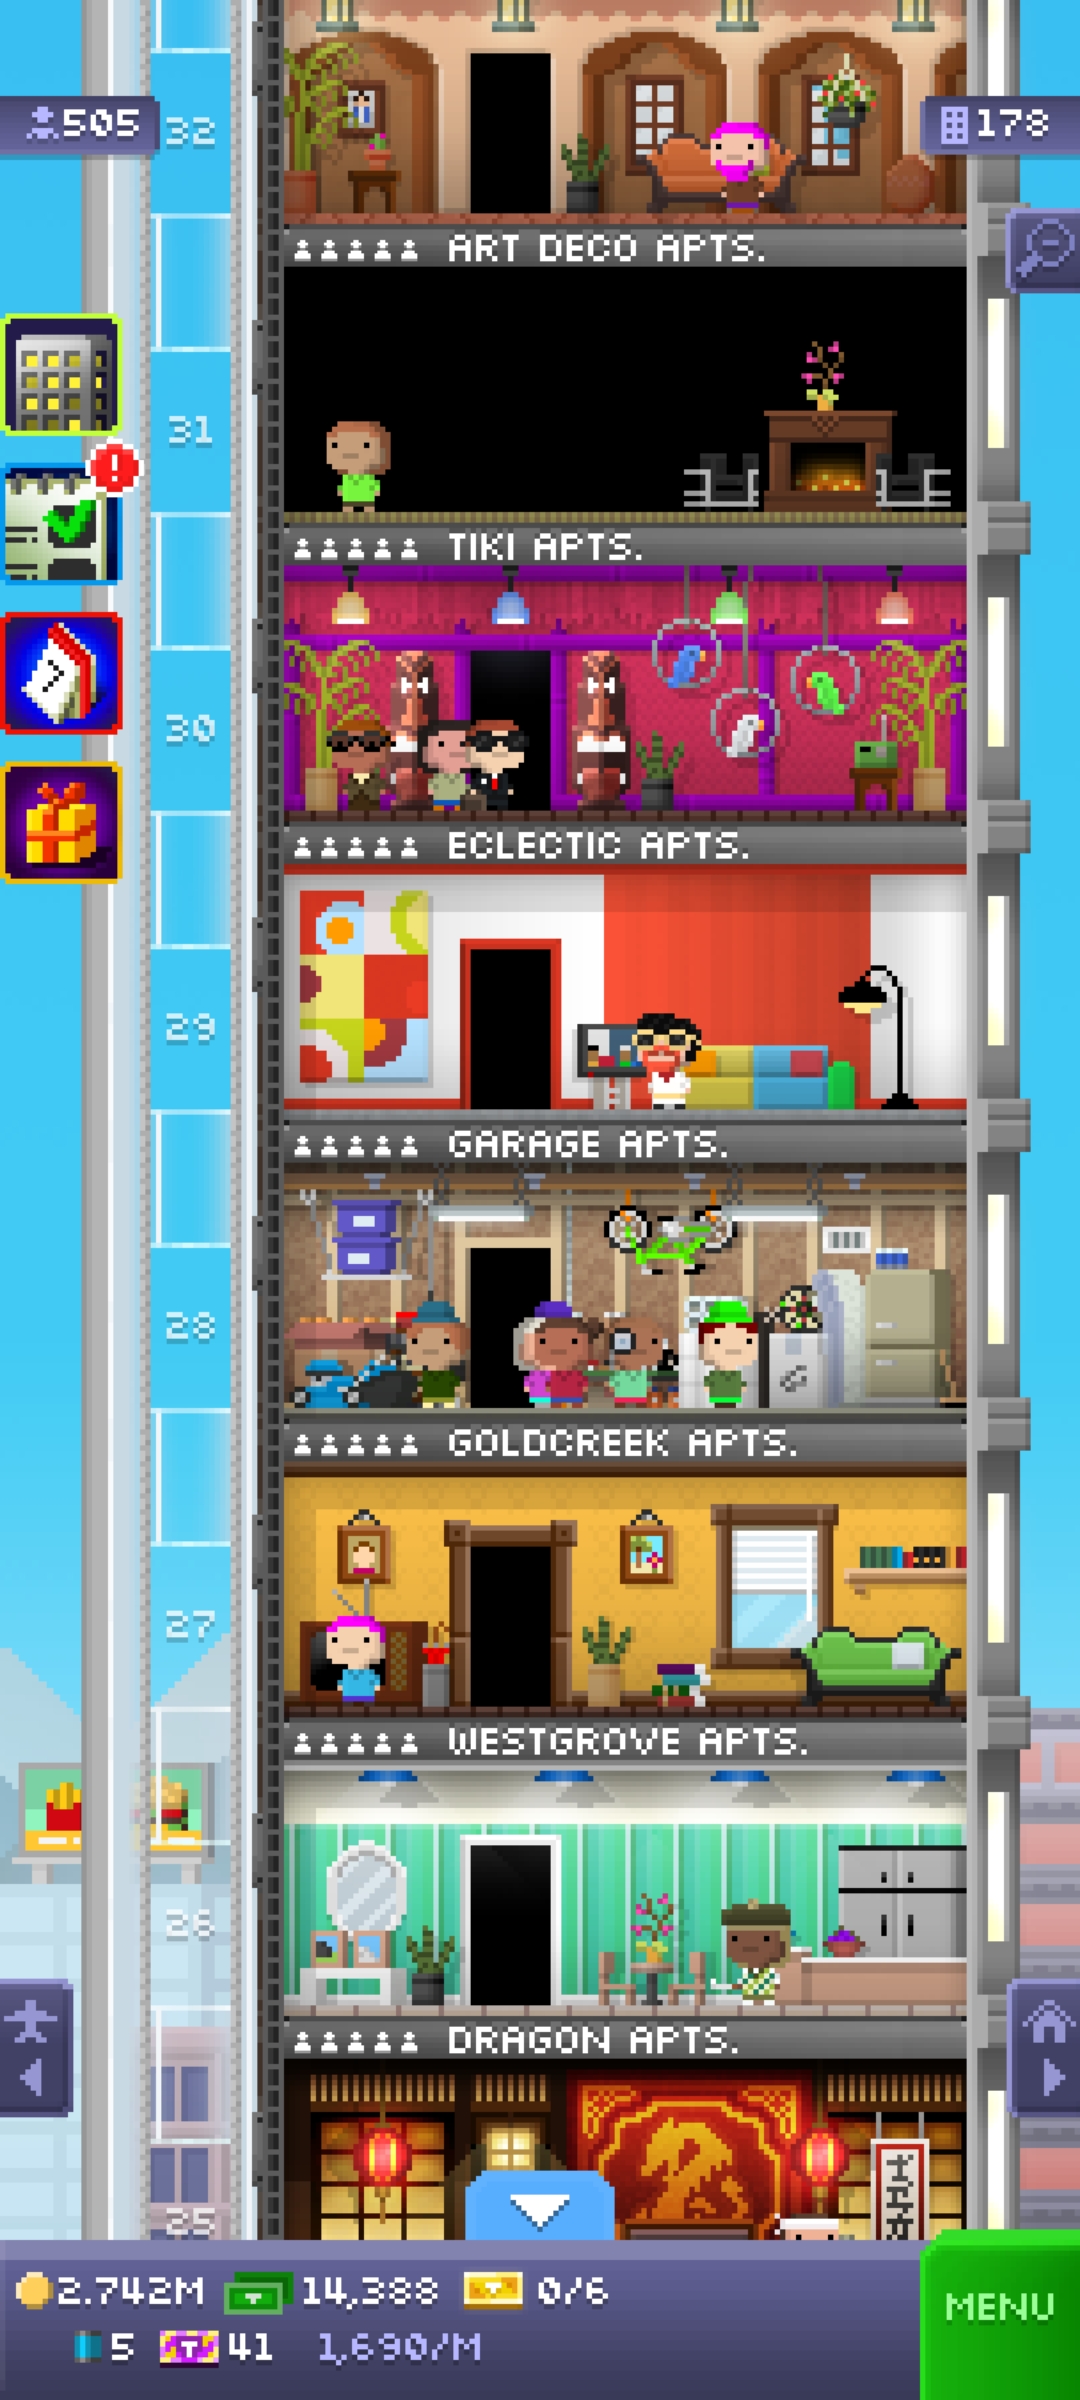 505
32
178
ART DECO APTS.
31
TIKI APTS.
30
ECLECTIC APTS.
29
GARAGE APTS.
28
GOLDCREEK APTS.
27
WESTGROVE APTS.
26
DRAGON APTS.
25
2.742M 14,388 0/6
5 41 1,690/M
MENU